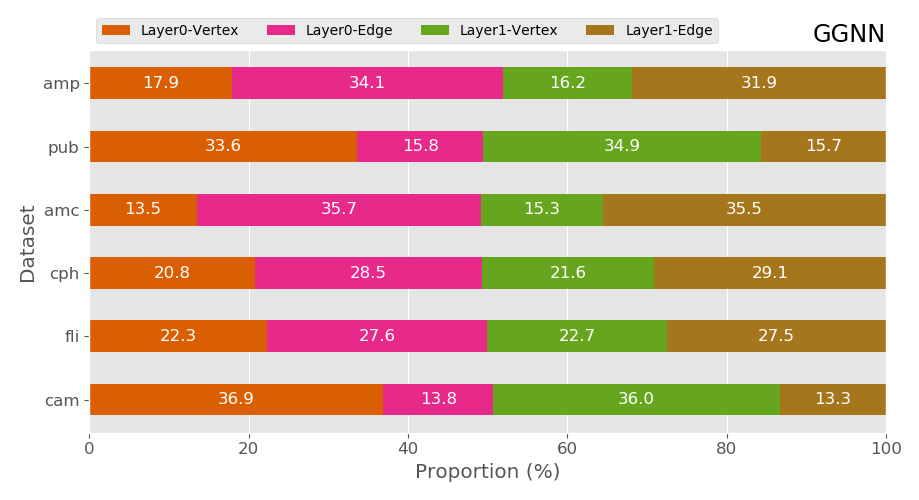 Layer0-Vertex Layer0-Edge Layer1-Vertex Layer1-Edge
GGNN
amp 17.9 34.1 16.2 31.9
pub 33.6 15.8 34.9 15.7
amc 13.5 35.7 15.3 35.5
cph 20.8 28.5 21.6 29.1
fli 22.3 27.6 22.7 27.5
cam 36.9 13.8 36.0 13.3
Dataset
0 20 40 60 80 100
Proportion (%)